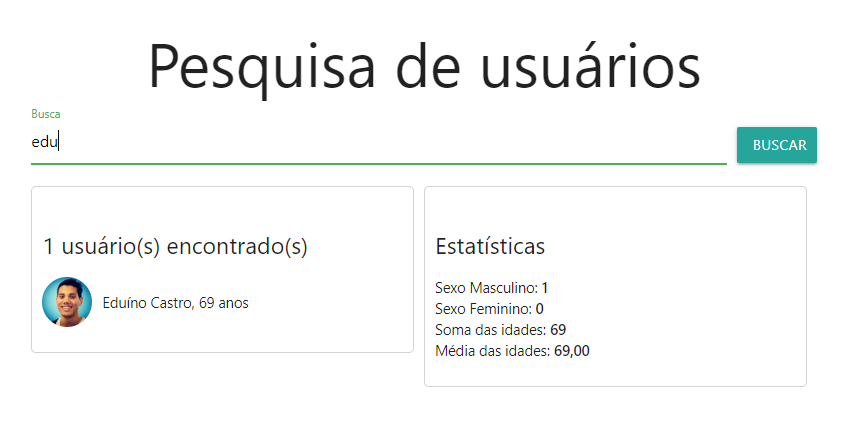 Pesquisa de usuários
Busca
edu
BUSCAR
1 usuário(s) encontrado(s)
Eduíno Castro, 69 anos
Estatísticas
Sexo Masculino: 1
Sexo Feminino: 0
Soma das idades: 69
Média das idades: 69,00